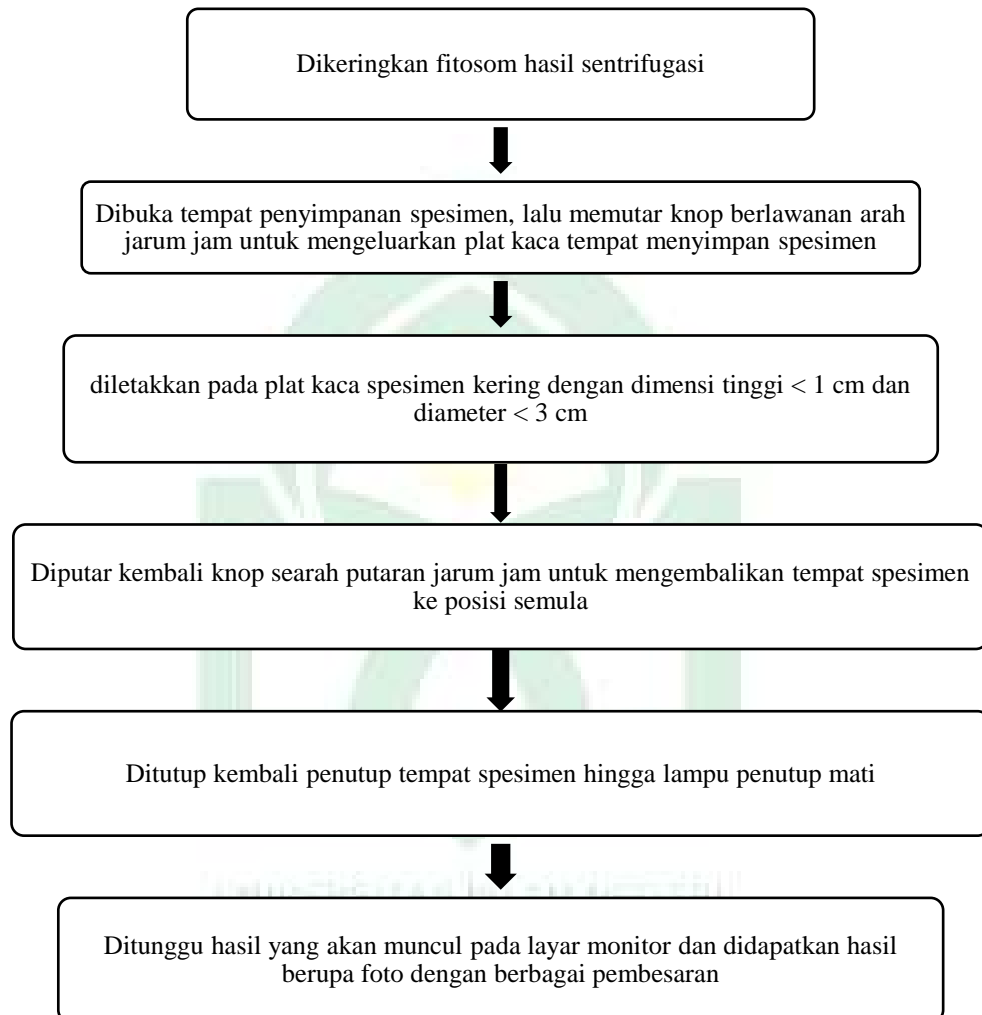 Dikeringkan fitosom hasil sentrifugasi
Dibuka tempat penyimpanan spesimen, lalu memutar knop berlawanan arah
jarum jam untuk mengeluarkan plat kaca tempat menyimpan spesimen
diletakkan pada plat kaca spesimen kering dengan dimensi tinggi < 1 cm dan
diameter < 3 cm
Diputar kembali knop searah putaran jarum jam untuk mengembalikan tempat spesimen
ke posisi semula
Ditutup kembali penutup tempat spesimen hingga lampu penutup mati
Ditunggu hasil yang akan muncul pada layar monitor dan didapatkan hasil
berupa foto dengan berbagai pembesaran